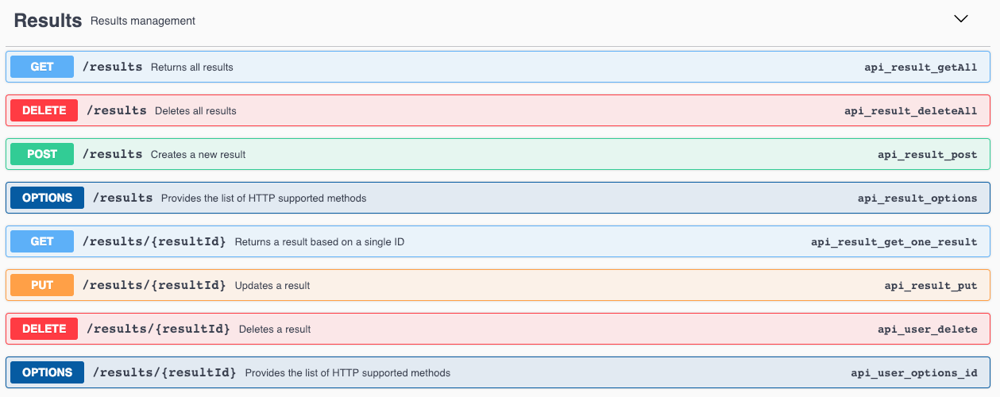 Results Results management
GET /results Returns all results api_result_getAll
DELETE /results Deletes all results api_result_deleteAll
POST /results Creates a new result api_result_post
OPTIONS /results Provides the list of HTTP supported methods api_result_options
GET /results/{resultId} Returns a result based on a single ID api_result_get_one_result
PUT /results/{resultId} Updates a result api_result_put
DELETE /results/{resultId} Deletes a result api_user_delete
OPTIONS /results/{resultId} Provides the list of HTTP supported methods api_user_options_id